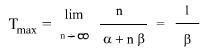 T_max = lim_{n→∞} n / (α + n β) = 1 / β